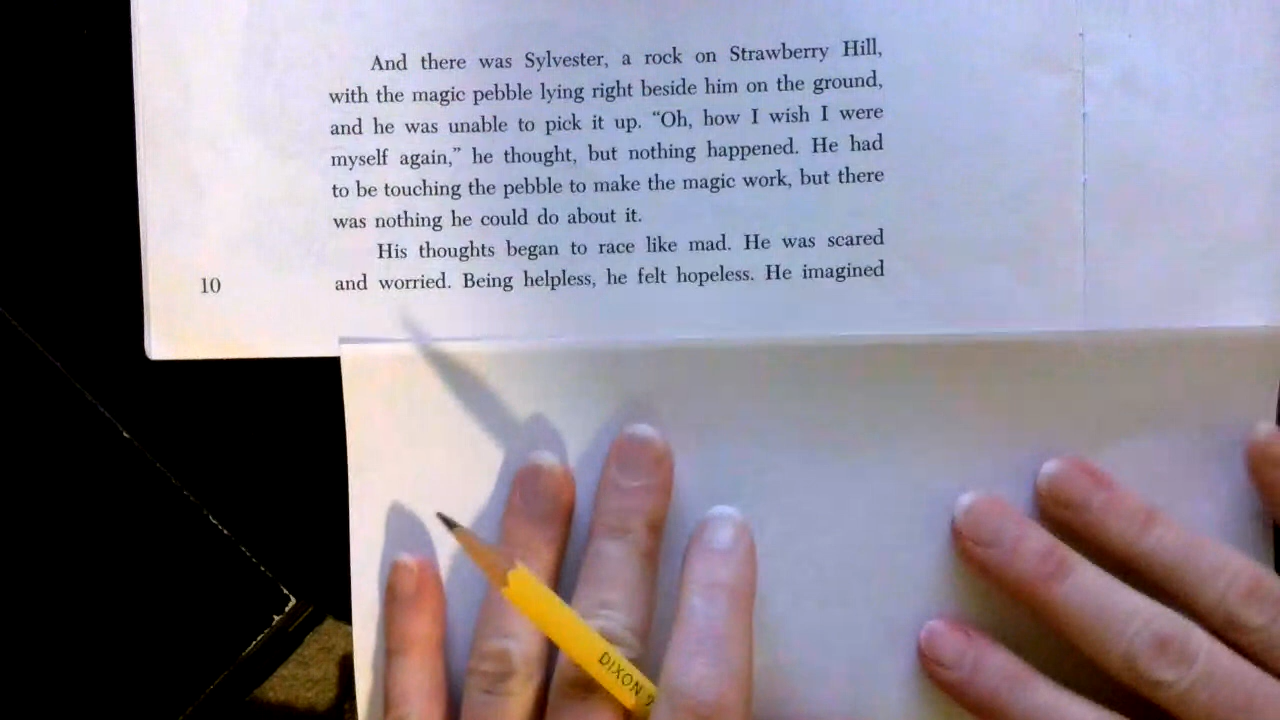 And there was Sylvester, a rock on Strawberry Hill,
with the magic pebble lying right beside him on the ground,
and he was unable to pick it up. “Oh, how I wish I were
myself again,” he thought, but nothing happened. He had
to be touching the pebble to make the magic work, but there
was nothing he could do about it.
His thoughts began to race like mad. He was scared
and worried. Being helpless, he felt hopeless. He imagined
10
DIXON